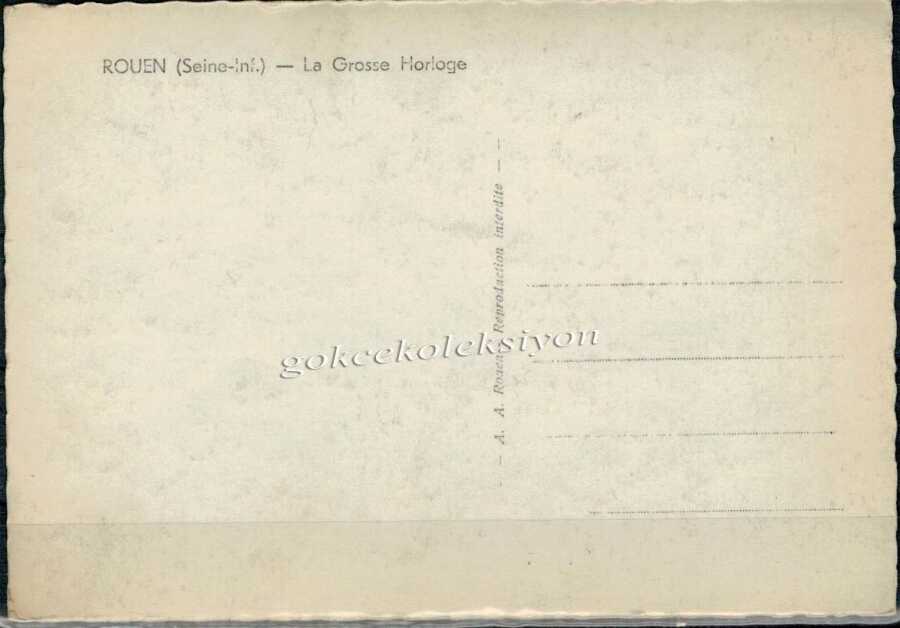 ROUEN (Seine-Inf.) — La Grosse Horloge
— A. A. Rouen. Reproduction interdite —
gokcekoleksiyon